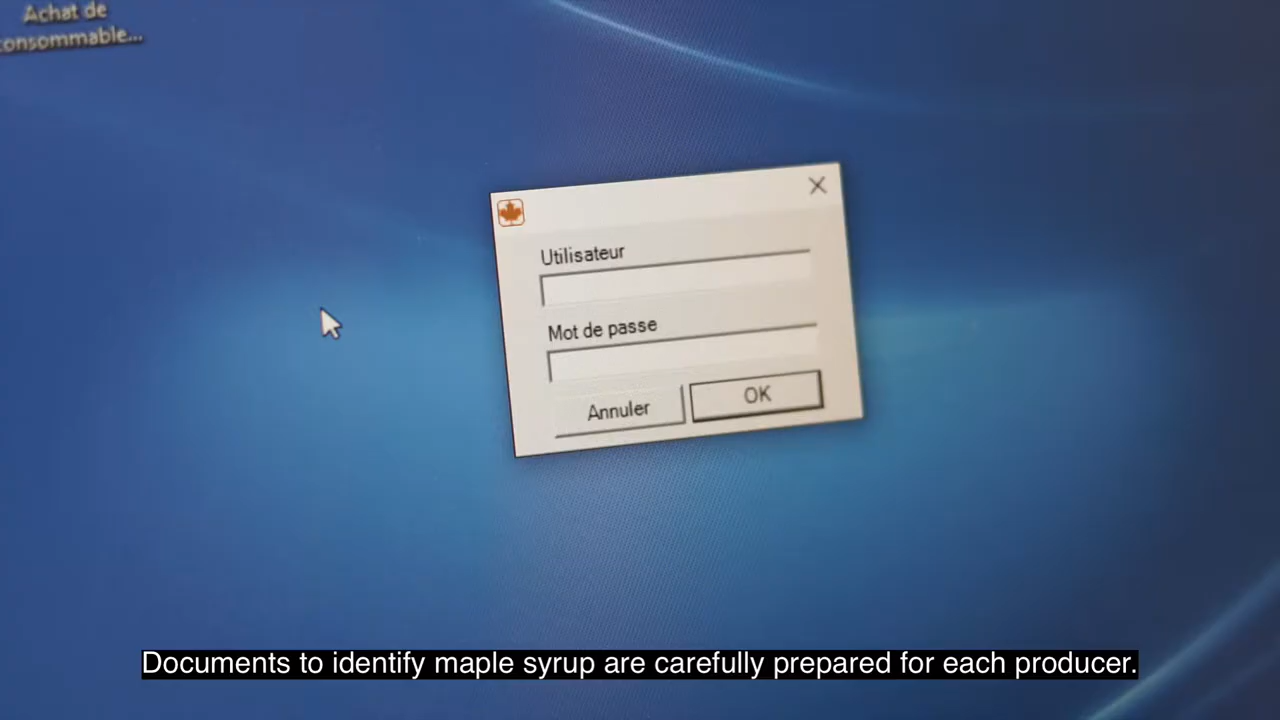 Achat de
consommable...
Utilisateur
Mot de passe
Annuler
OK
Documents to identify maple syrup are carefully prepared for each producer.